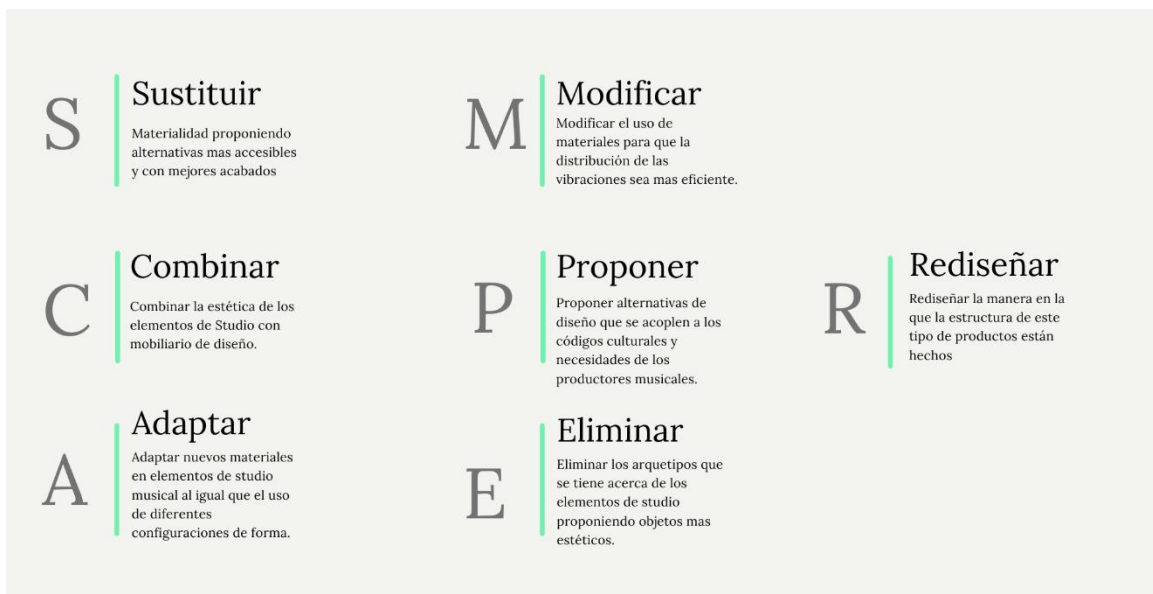 S
Sustituir
Materialidad proponiendo
alternativas mas accesibles
y con mejores acabados
C
Combinar
Combinar la estética de los
elementos de Studio con
mobiliario de diseño.
A
Adaptar
Adaptar nuevos materiales
en elementos de studio
musical al igual que el uso
de diferentes
configuraciones de forma.
M
Modificar
Modificar el uso de
materiales para que la
distribución de las
vibraciones sea mas eficiente.
P
Proponer
Proponer alternativas de
diseño que se acoplen a los
códigos culturales y
necesidades de los
productores musicales.
E
Eliminar
Eliminar los arquetipos que
se tiene acerca de los
elementos de studio
proponiendo objetos mas
estéticos.
R
Rediseñar
Rediseñar la manera en la
que la estructura de este
tipo de productos están
hechos